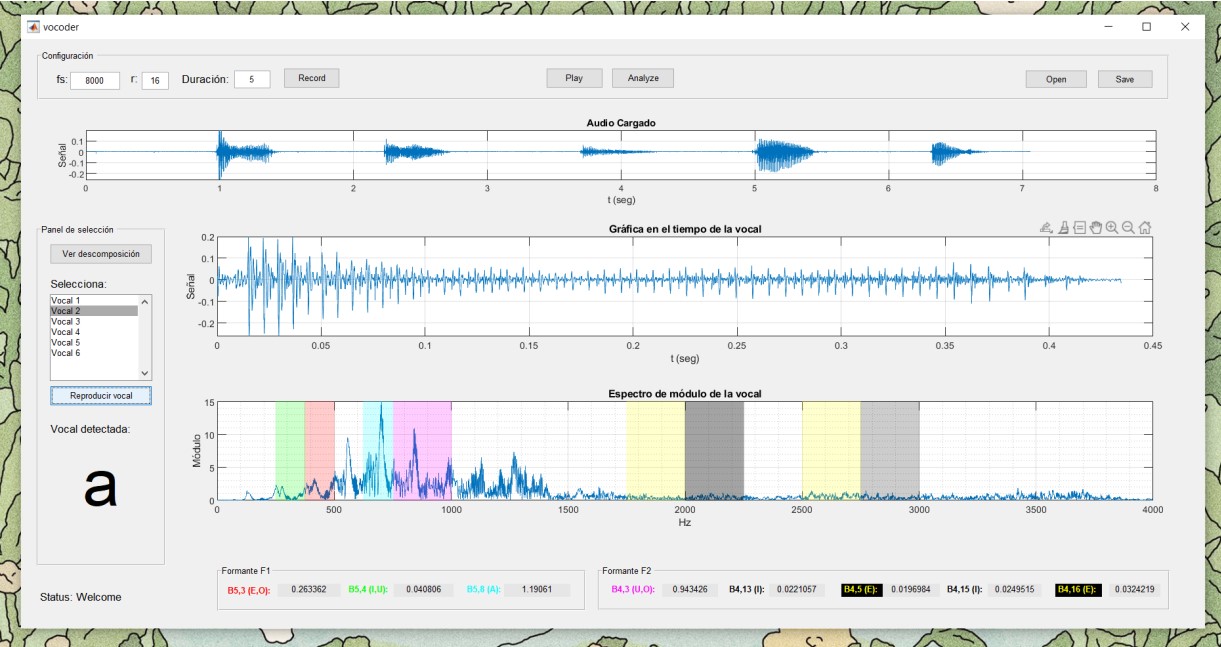 vocoder
Configuración
fs: 8000 r: 16 Duración: 5 Record Play Analyze Open Save
Audio Cargado
Señal
0.1
0
-0.1
-0.2
0 1 2 3 4 5 6 7 8
t (seg)
Panel de selección
Ver descomposición
Selecciona:
Vocal 1
Vocal 2
Vocal 3
Vocal 4
Vocal 5
Vocal 6
Reproducir vocal
Vocal detectada:
a
Status: Welcome
Gráfica en el tiempo de la vocal
Señal
0.2
0.1
0
-0.1
-0.2
0 0.05 0.1 0.15 0.2 0.25 0.3 0.35 0.4 0.45
t (seg)
Espectro de módulo de la vocal
Módulo
15
10
5
0
0 500 1000 1500 2000 2500 3000 3500 4000
Hz
Formante F1
B5,3 (E,O): 0.263362 B5,4 (I,U): 0.040806 B5,8 (A): 1.19061
Formante F2
B4,3 (U,O): 0.943426 B4,13 (I): 0.0221057 B4,5 (E): 0.0196984 B4,15 (I): 0.0249515 B4,16 (E): 0.0324219